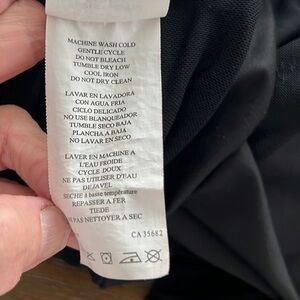 MACHINE WASH COLD
GENTLE CYCLE
DO NOT BLEACH
TUMBLE DRY LOW
COOL IRON
DO NOT DRY CLEAN
LAVAR EN LAVADORA
CON AGUA FRIA
CICLO DELICADO
NO USE BLANQUEADOR
TUMBLE SECO BAJA
PLANCHA A BAJA
NO LAVAR EN SECO
LAVER EN MACHINE A
L'EAU FROIDE
CYCLE DOUX
NE PAS UTILISER D'EAU
DEJAVEL
SECHE à basse température
REPASSER A FER
TIEDE
NE PAS NETTOYER A SEC
CA 35682